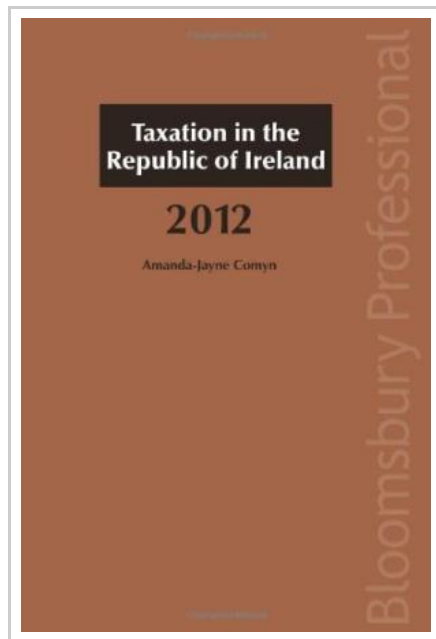 Taxation in the
Republic of Ireland
2012
Amanda-Jayne Comyn
Bloomsbury Professional